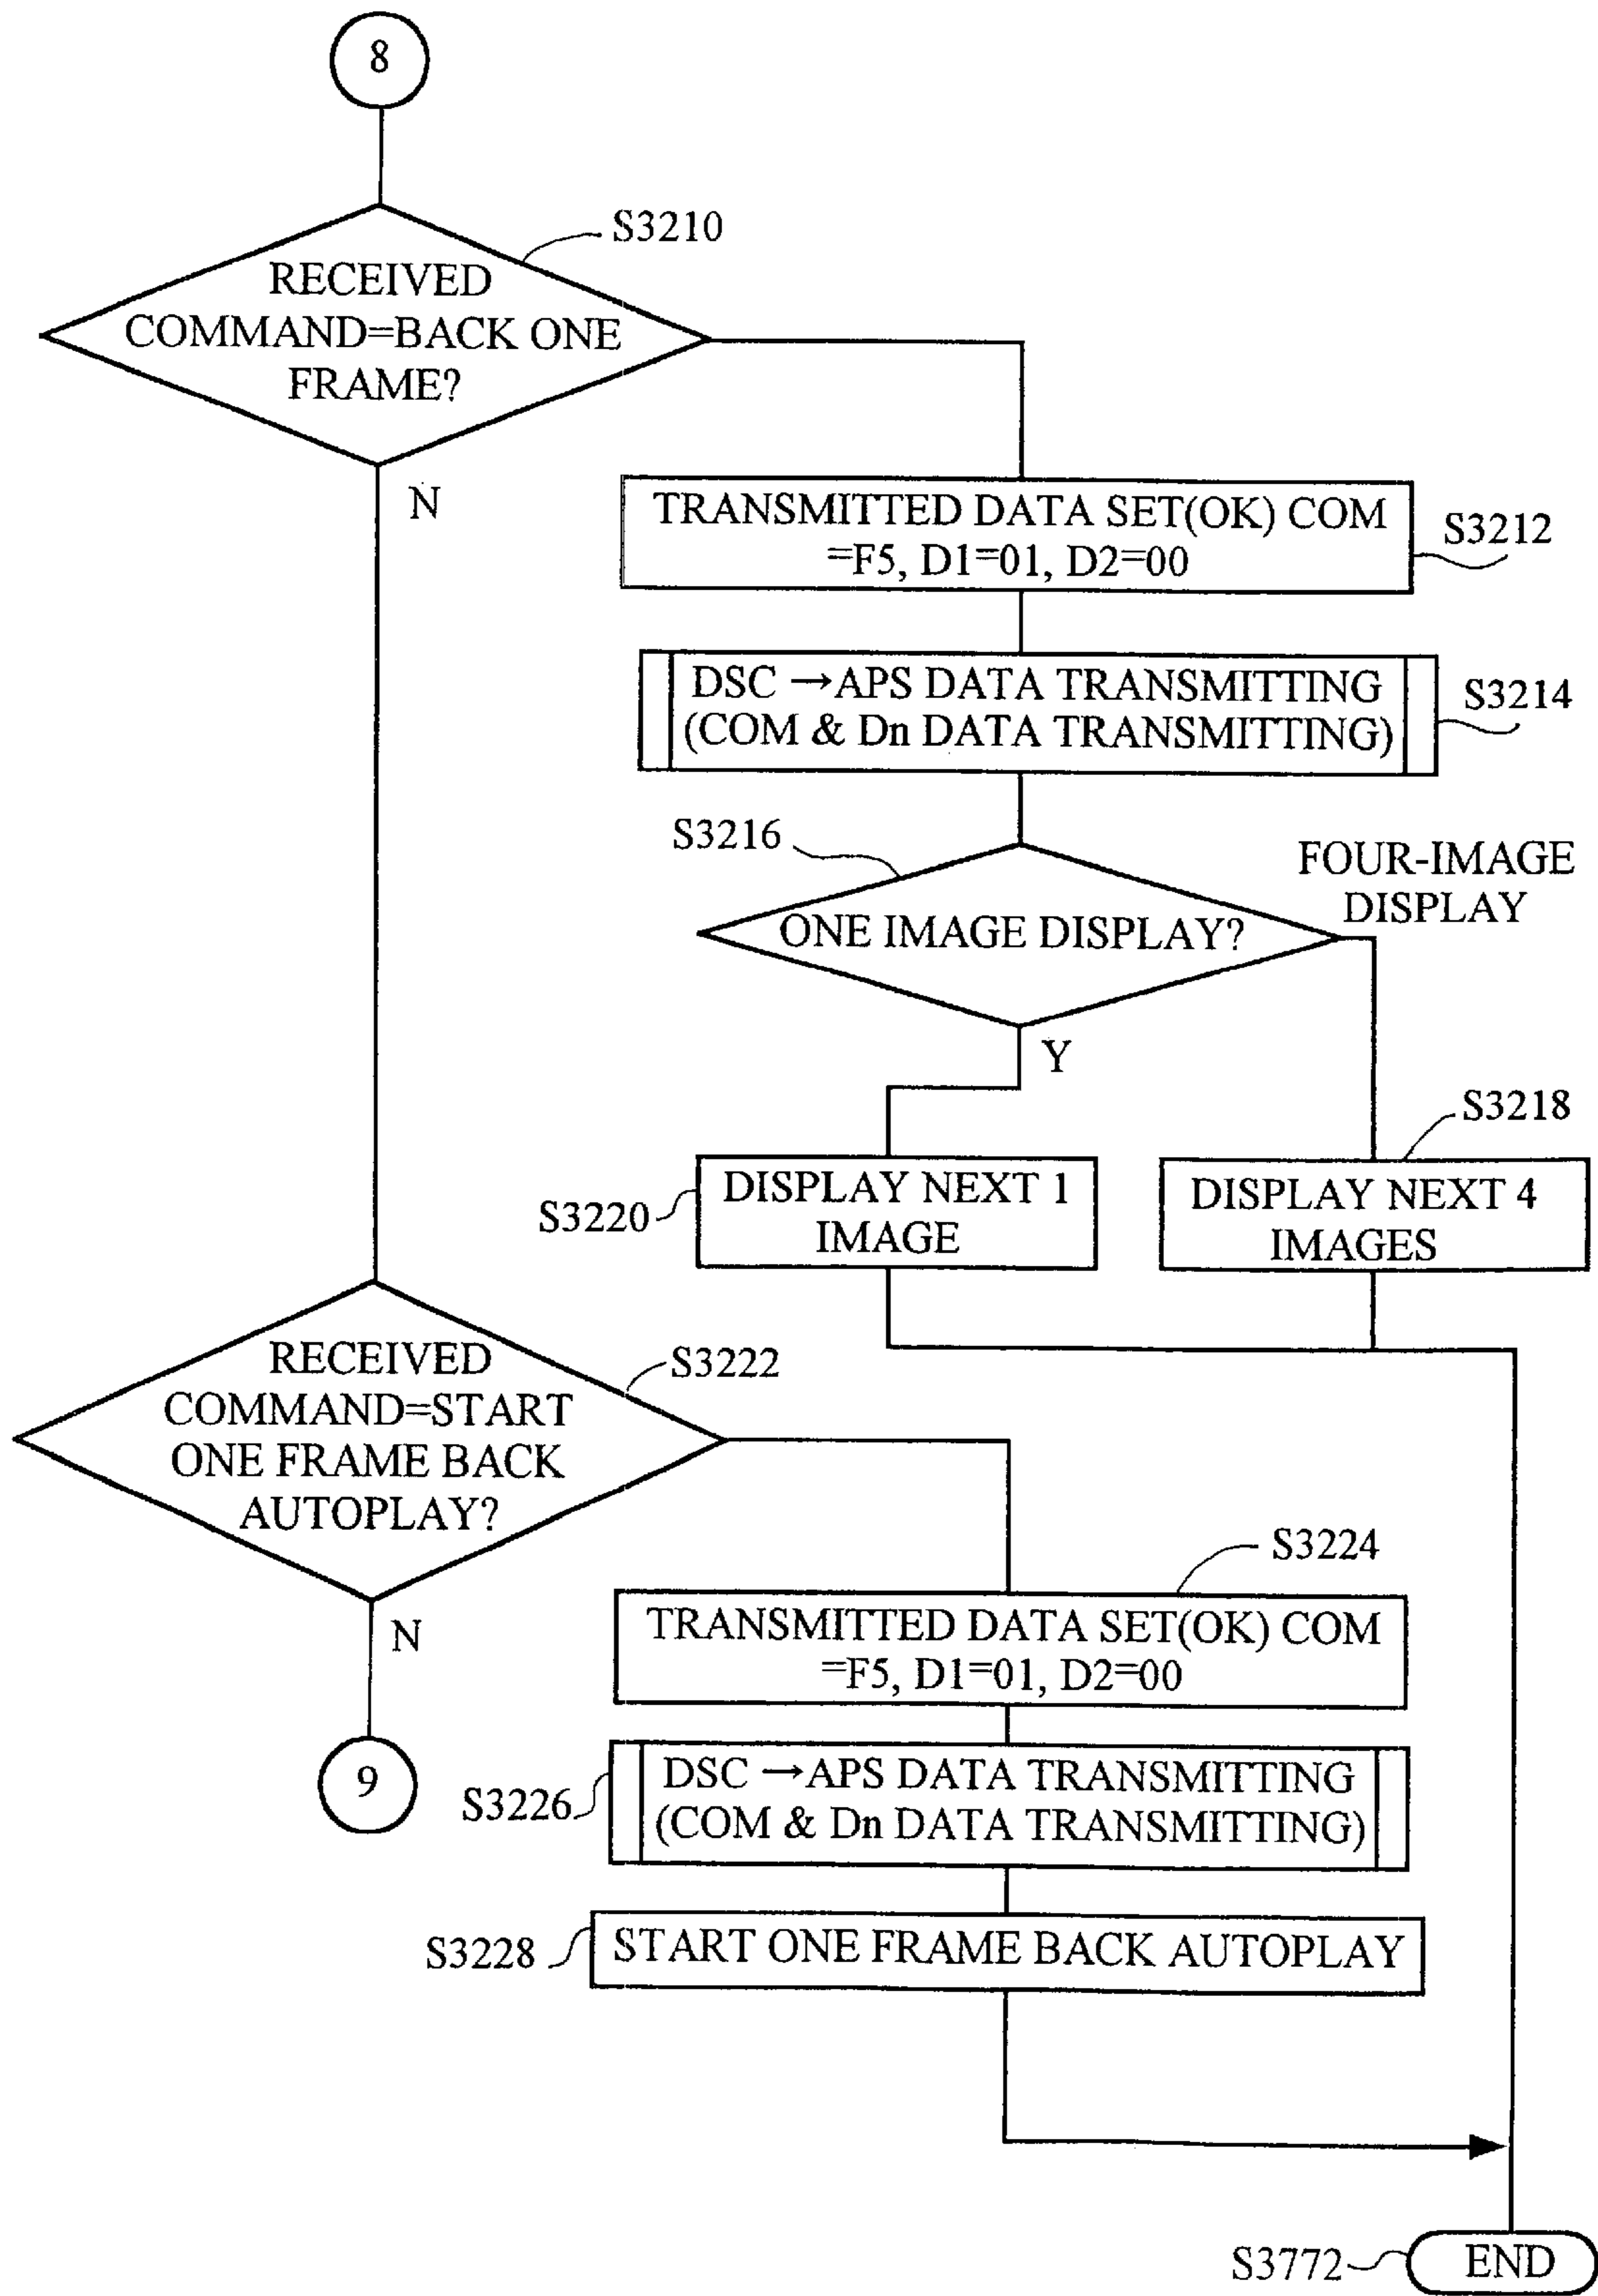 8
S3210
RECEIVED
COMMAND=BACK ONE
FRAME?
N
TRANSMITTED DATA SET(OK) COM
=F5, D1=01, D2=00
S3212
DSC →APS DATA TRANSMITTING
(COM & Dn DATA TRANSMITTING)
S3214
S3216
FOUR-IMAGE
DISPLAY
ONE IMAGE DISPLAY?
Y
S3218
S3220
DISPLAY NEXT 1
IMAGE
DISPLAY NEXT 4
IMAGES
RECEIVED
COMMAND=START
ONE FRAME BACK
AUTOPLAY?
S3222
N
S3224
TRANSMITTED DATA SET(OK) COM
=F5, D1=01, D2=00
9
S3226
DSC →APS DATA TRANSMITTING
(COM & Dn DATA TRANSMITTING)
S3228
START ONE FRAME BACK AUTOPLAY
S3772
END